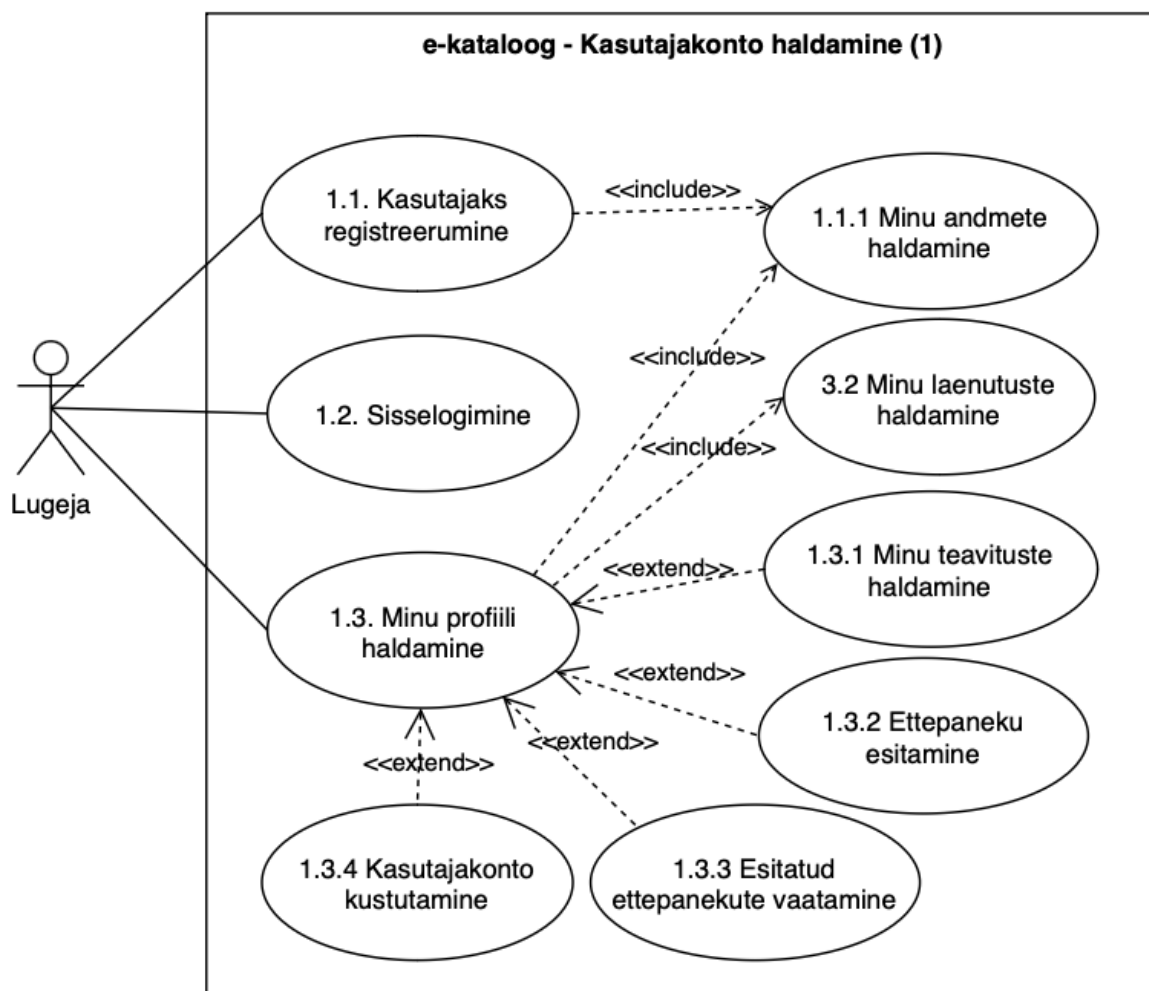 e-kataloog - Kasutajakonto haldamine (1)
1.1. Kasutajaks
registreerumine
<<include>>
1.1.1 Minu andmete
haldamine
<<include>>
3.2 Minu laenutuste
haldamine
1.2. Sisselogimine
<<include>>
Lugeja
1.3. Minu profiili
haldamine
<<extend>>
1.3.1 Minu teavituste
haldamine
<<extend>>
1.3.2 Ettepaneku
esitamine
<<extend>>
<<extend>>
1.3.4 Kasutajakonto
kustutamine
1.3.3 Esitatud
ettepanekute vaatamine